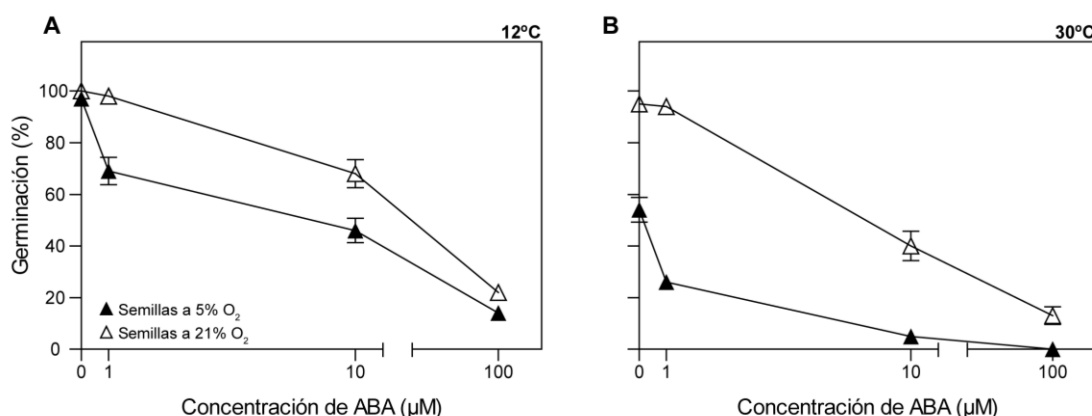 A
12ºC
100
80
60
40
20
0
Germinación (%)
▲ Semillas a 5% O₂
△ Semillas a 21% O₂
0 1 10 100
Concentración de ABA (µM)
B
30ºC
0 1 10 100
Concentración de ABA (µM)